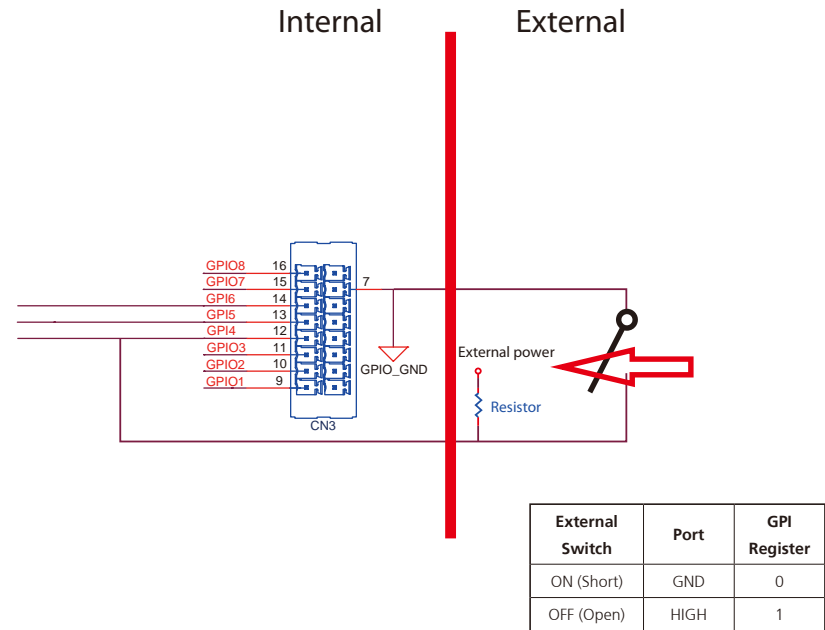 Internal
External
GPIO8 16
GPIO7 15
7
GPI6 14
GPI5 13
GPI4 12
GPIO3 11
GPIO2 10
GPIO1 9
GPIO_GND
External power
Resistor
CN3
External Switch
Port
GPI Register
ON (Short) GND 0
OFF (Open) HIGH 1